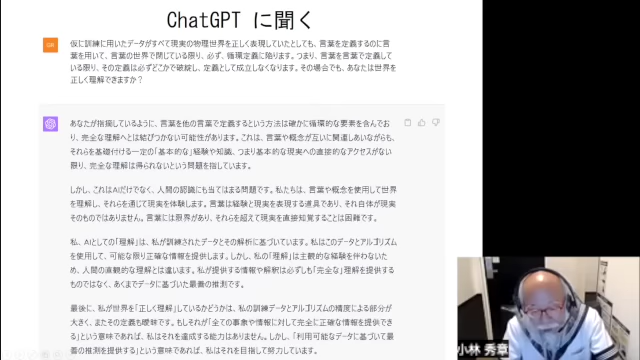 ChatGPT に聞く
仮に訓練に用いたデータがすべて現実の物理世界を正しく表現していたとしても、言葉を定義するのに言
葉を用いて、言葉の世界で閉じている限り、必ず、循環定義に陥ります。つまり、言葉を言葉で定義してい
る限り、その定義は必ずどこかで破綻し、定義として成立しなくなります。その場合でも、あなたは世界を
正しく理解できますか？
あなたが指摘しているように、言葉を他の言葉で定義するという方法は確かに循環的な要素を含んでお
り、完全な理解へとは結びつかない可能性があります。これは、言葉や概念が互いに関連しあいながらも、
それらを基礎付ける一定の「基本的な」経験や知識、つまり基本的な現実への直接的なアクセスがない
限り、完全な理解は得られないという問題を指しています。
しかし、これはAIだけでなく、人間の認識にも当てはまる問題です。私たちは、言葉や概念を使用して世界
を理解し、それらを通じて現実を体験します。言葉は経験と現実を表現する道具であり、それ自体が現実
そのものではありません。言葉には限界があり、それらを超えて現実を直接知覚することは困難です。
私、AIとしての「理解」は、私が訓練されたデータとその解析に基づいています。私はこのデータとアルゴリズム
を使用して、可能な限り正確な情報を提供します。しかし、私の「理解」は主観的な経験を伴わないた
め、人間の直観的な理解とは違います。私が提供する情報や解釈は必ずしも「完全な」理解を提供する
ものではなく、あくまでデータに基づいた最善の推測です。
最後に、私が世界を「正しく理解」しているかどうかは、私の訓練データとアルゴリズムの精度による部分が
大きく、またその定義も曖昧です。もしそれが「全ての事象や情報に対して完全に正確な情報を提供でき
る」という意味であれば、私はそれを達成する能力はありません。しかし、「利用可能なデータに基づいて最
善の推測を提供する」という意味であれば、私はそれを目指して努力しています。
小林 秀章